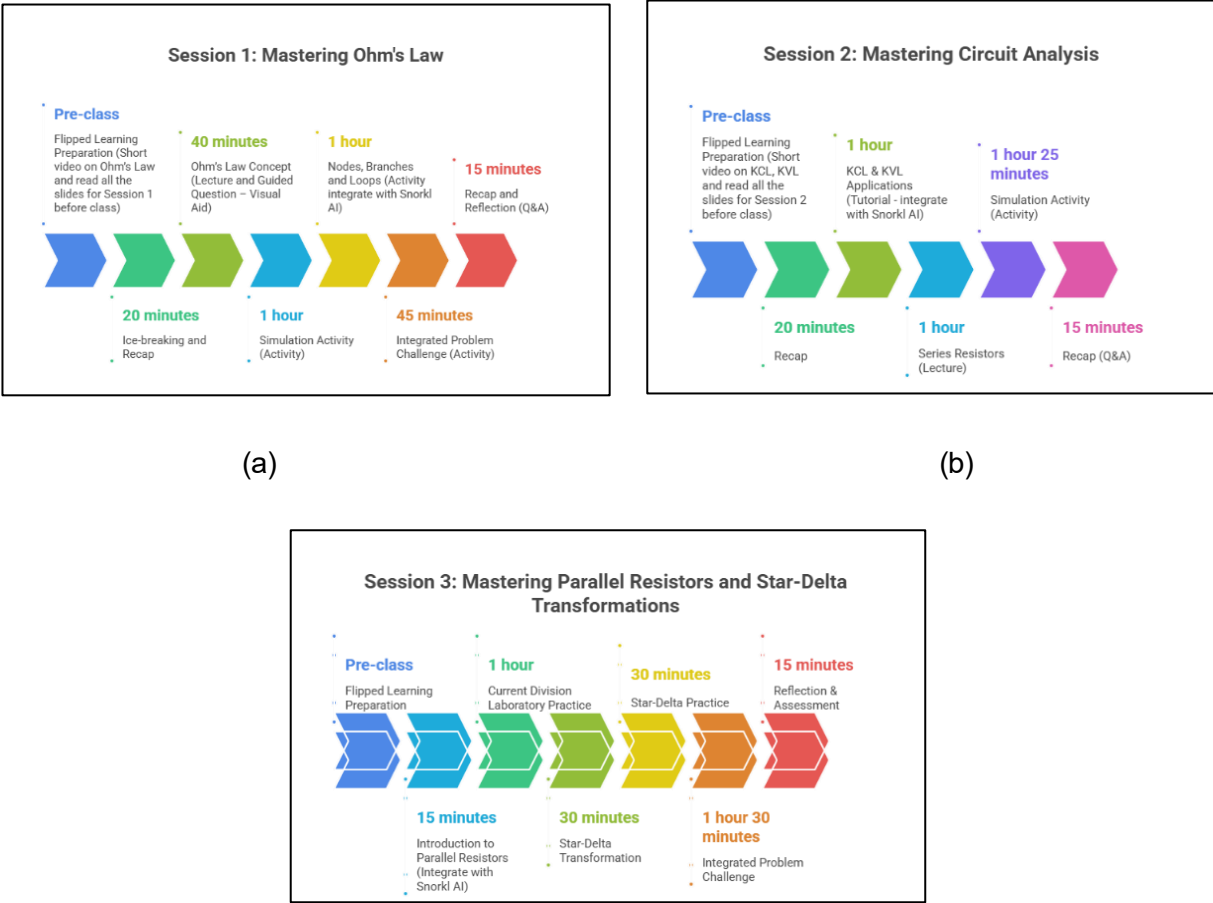 Session 1: Mastering Ohm's Law
Pre-class
Flipped Learning
Preparation (Short
video on Ohm's Law
and read all the
slides for Session 1
before class)
20 minutes
Ice-breaking and
Recap
40 minutes
Ohm's Law Concept
(Lecture and Guided
Question – Visual
Aid)
1 hour
Simulation Activity
(Activity)
1 hour
Nodes, Branches
and Loops (Activity
integrate with Snorkl
AI)
45 minutes
Integrated Problem
Challenge (Activity)
15 minutes
Recap and
Reflection (Q&A)
(a)
Session 2: Mastering Circuit Analysis
Pre-class
Flipped Learning
Preparation (Short
video on KCL, KVL
and read all the
slides for Session 2
before class)
20 minutes
Recap
1 hour
KCL & KVL
Applications
(Tutorial - integrate
with Snorkl AI)
1 hour
Series Resistors
(Lecture)
1 hour 25
minutes
Simulation Activity
(Activity)
15 minutes
Recap (Q&A)
(b)
Session 3: Mastering Parallel Resistors and Star-Delta
Transformations
Pre-class
Flipped Learning
Preparation
15 minutes
Introduction to
Parallel Resistors
(Integrate with
Snorkl AI)
1 hour
Current Division
Laboratory Practice
30 minutes
Star-Delta
Transformation
30 minutes
Star-Delta Practice
1 hour 30
minutes
Integrated Problem
Challenge
15 minutes
Reflection &
Assessment